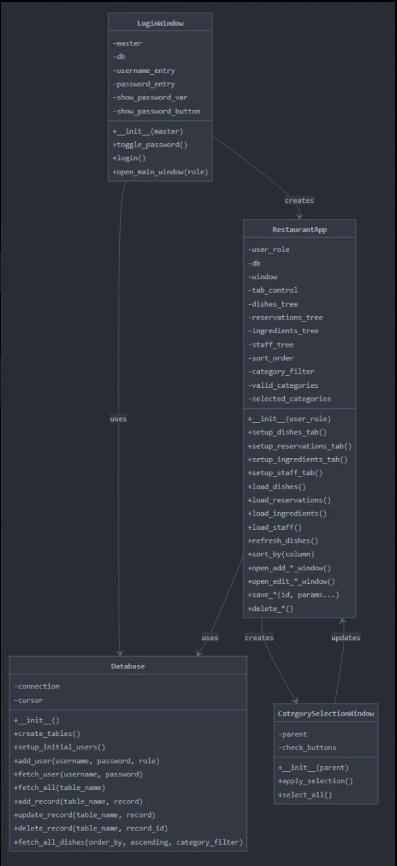 LoginWindow
-master
-db
-username_entry
-password_entry
-show_password_var
-show_password_button
+__init__(master)
+toggle_password()
+login()
+open_main_window(role)
creates
RestaurantApp
-user_role
-db
-window
-tab_control
-dishes_tree
-reservations_tree
-ingredients_tree
-staff_tree
-sort_order
-category_filter
-valid_categories
-selected_categories
+__init__(user_role)
+setup_dishes_tab()
+setup_reservations_tab()
+setup_ingredients_tab()
+setup_staff_tab()
+load_dishes()
+load_reservations()
+load_ingredients()
+load_staff()
+refresh_dishes()
+sort_by(column)
+open_add_*_window()
+open_edit_*_window()
+save_*(id, params...)
+delete_*()
uses
uses
creates
updates
Database
-connection
-cursor
+__init__()
+create_tables()
+setup_initial_users()
+add_user(username, password, role)
+fetch_user(username, password)
+fetch_all(table_name)
+add_record(table_name, record)
+update_record(table_name, record)
+delete_record(table_name, record_id)
+fetch_all_dishes(order_by, ascending, category_filter)
CategorySelectionWindow
-parent
-check_buttons
+__init__(parent)
+apply_selection()
+select_all()